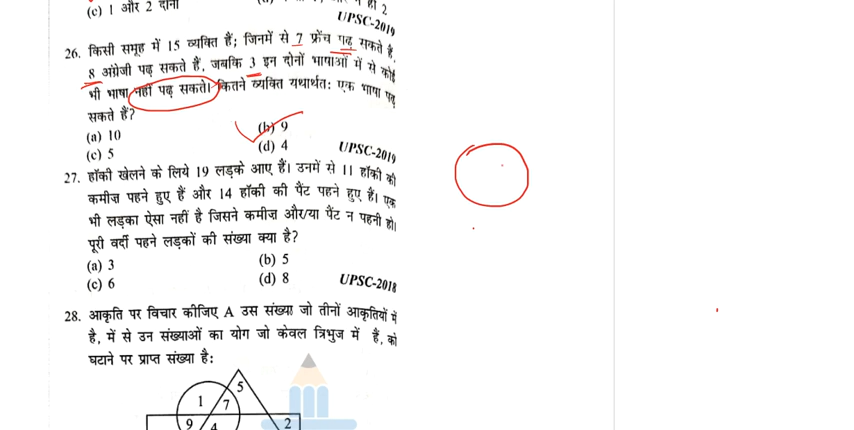 (c) 1 और 2 दोनों
ही 2
UPSC-2019
26. किसी समूह में 15 व्यक्ति हैं; जिनमें से 7 फ्रेंच पढ़ सकते हैं,
8 अंग्रेजी पढ़ सकते हैं, जबकि 3 इन दोनों भाषाओं में से कोई
भी भाषा नहीं पढ़ सकते। कितने व्यक्ति यथार्थत: एक भाषा पढ़
सकते हैं?
(a) 10 (b) 9
(c) 5 (d) 4 UPSC-2019
27. हॉकी खेलने के लिये 19 लड़के आए हैं। उनमें से 11 हॉकी की
कमीज पहने हुए हैं और 14 हॉकी की पैंट पहने हुए हैं। एक
भी लड़का ऐसा नहीं है जिसने कमीज और/या पैंट न पहनी हो।
पूरी वर्दी पहने लड़कों की संख्या क्या है?
(a) 3 (b) 5
(c) 6 (d) 8 UPSC-2018
28. आकृति पर विचार कीजिए A उस संख्या जो तीनों आकृतियों में
है, में से उन संख्याओं का योग जो केवल त्रिभुज में हैं, को
घटाने पर प्राप्त संख्या है:
5
1 7
9 4 2